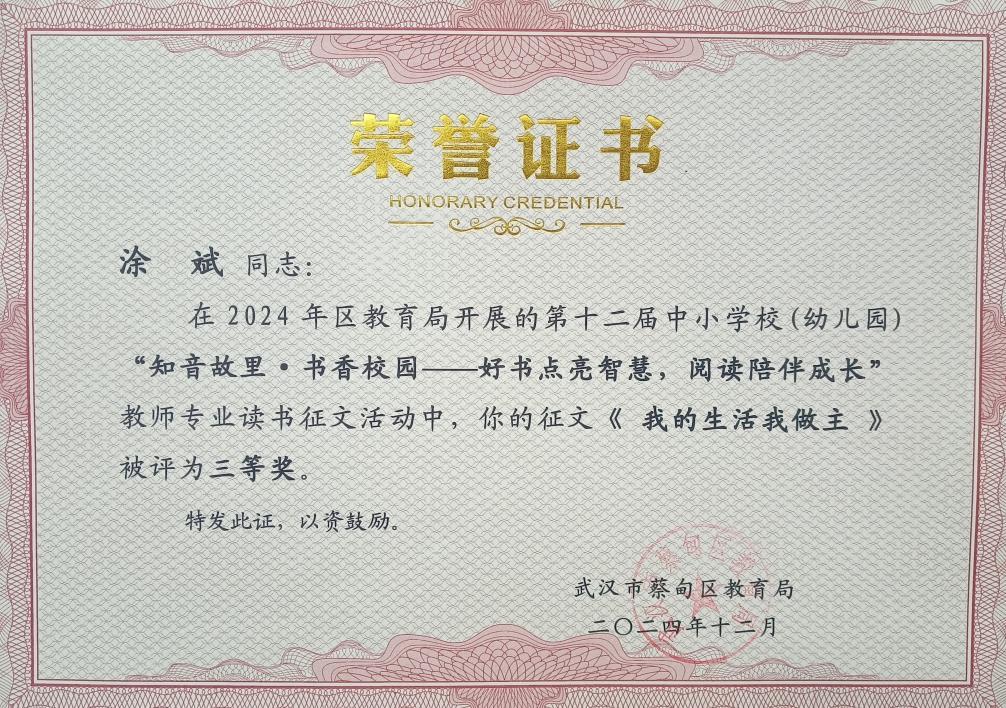 荣誉证书
HONORARY CREDENTIAL
涂 斌 同志：
在 2024 年区教育局开展的第十二届中小学校（幼儿园）
“知音故里·书香校园——好书点亮智慧，阅读陪伴成长”
教师专业读书征文活动中，你的征文《 我的生活我做主 》
被评为三等奖。
特发此证，以资鼓励。
武汉市蔡甸区教育局
二〇二四年十二月